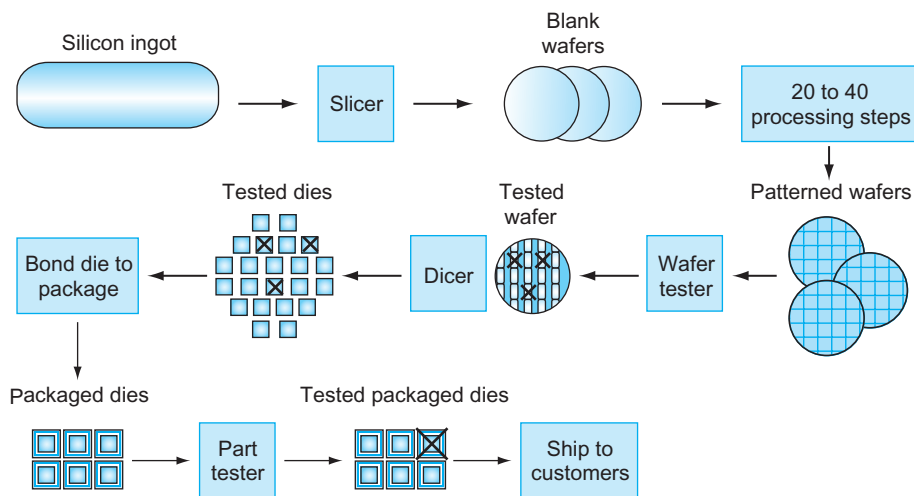 Silicon ingot
Slicer
Blank
wafers
20 to 40
processing steps
Patterned wafers
Wafer
tester
Tested
wafer
Dicer
Tested dies
Bond die to
package
Packaged dies
Part
tester
Tested packaged dies
Ship to
customers